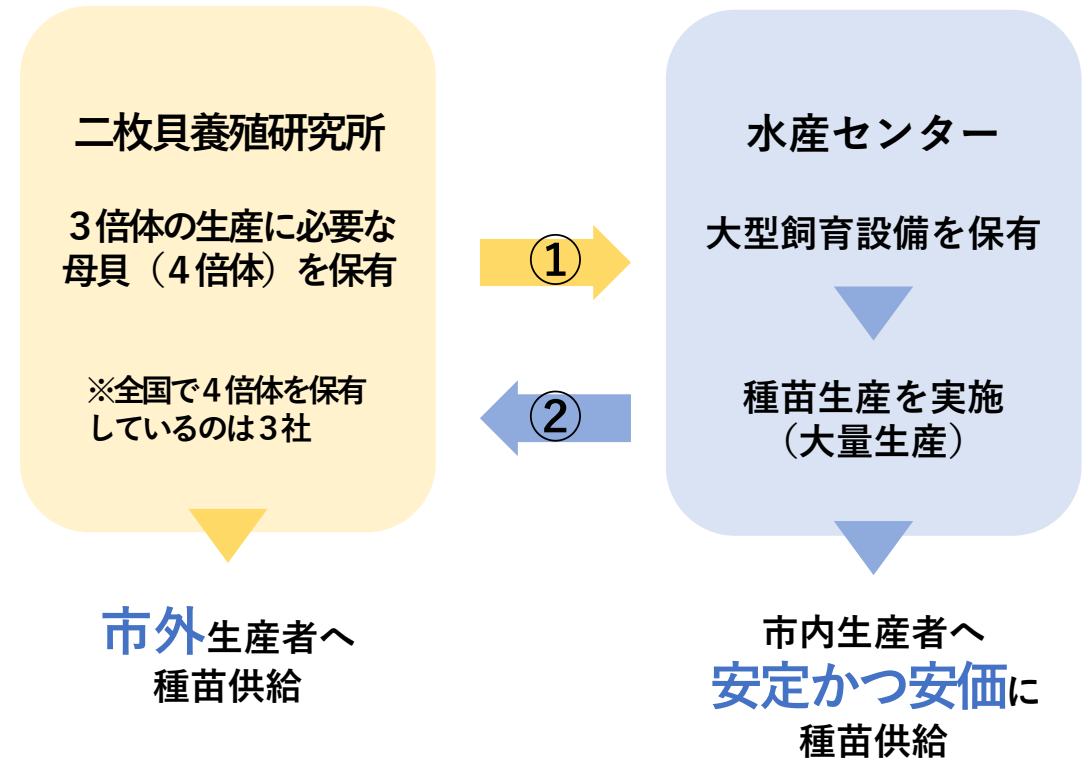 二枚貝養殖研究所
３倍体の生産に必要な
母貝（４倍体）を保有
※全国で４倍体を保有
しているのは３社
市外生産者へ
種苗供給
①
②
水産センター
大型飼育設備を保有
種苗生産を実施
（大量生産）
市内生産者へ
安定かつ安価に
種苗供給